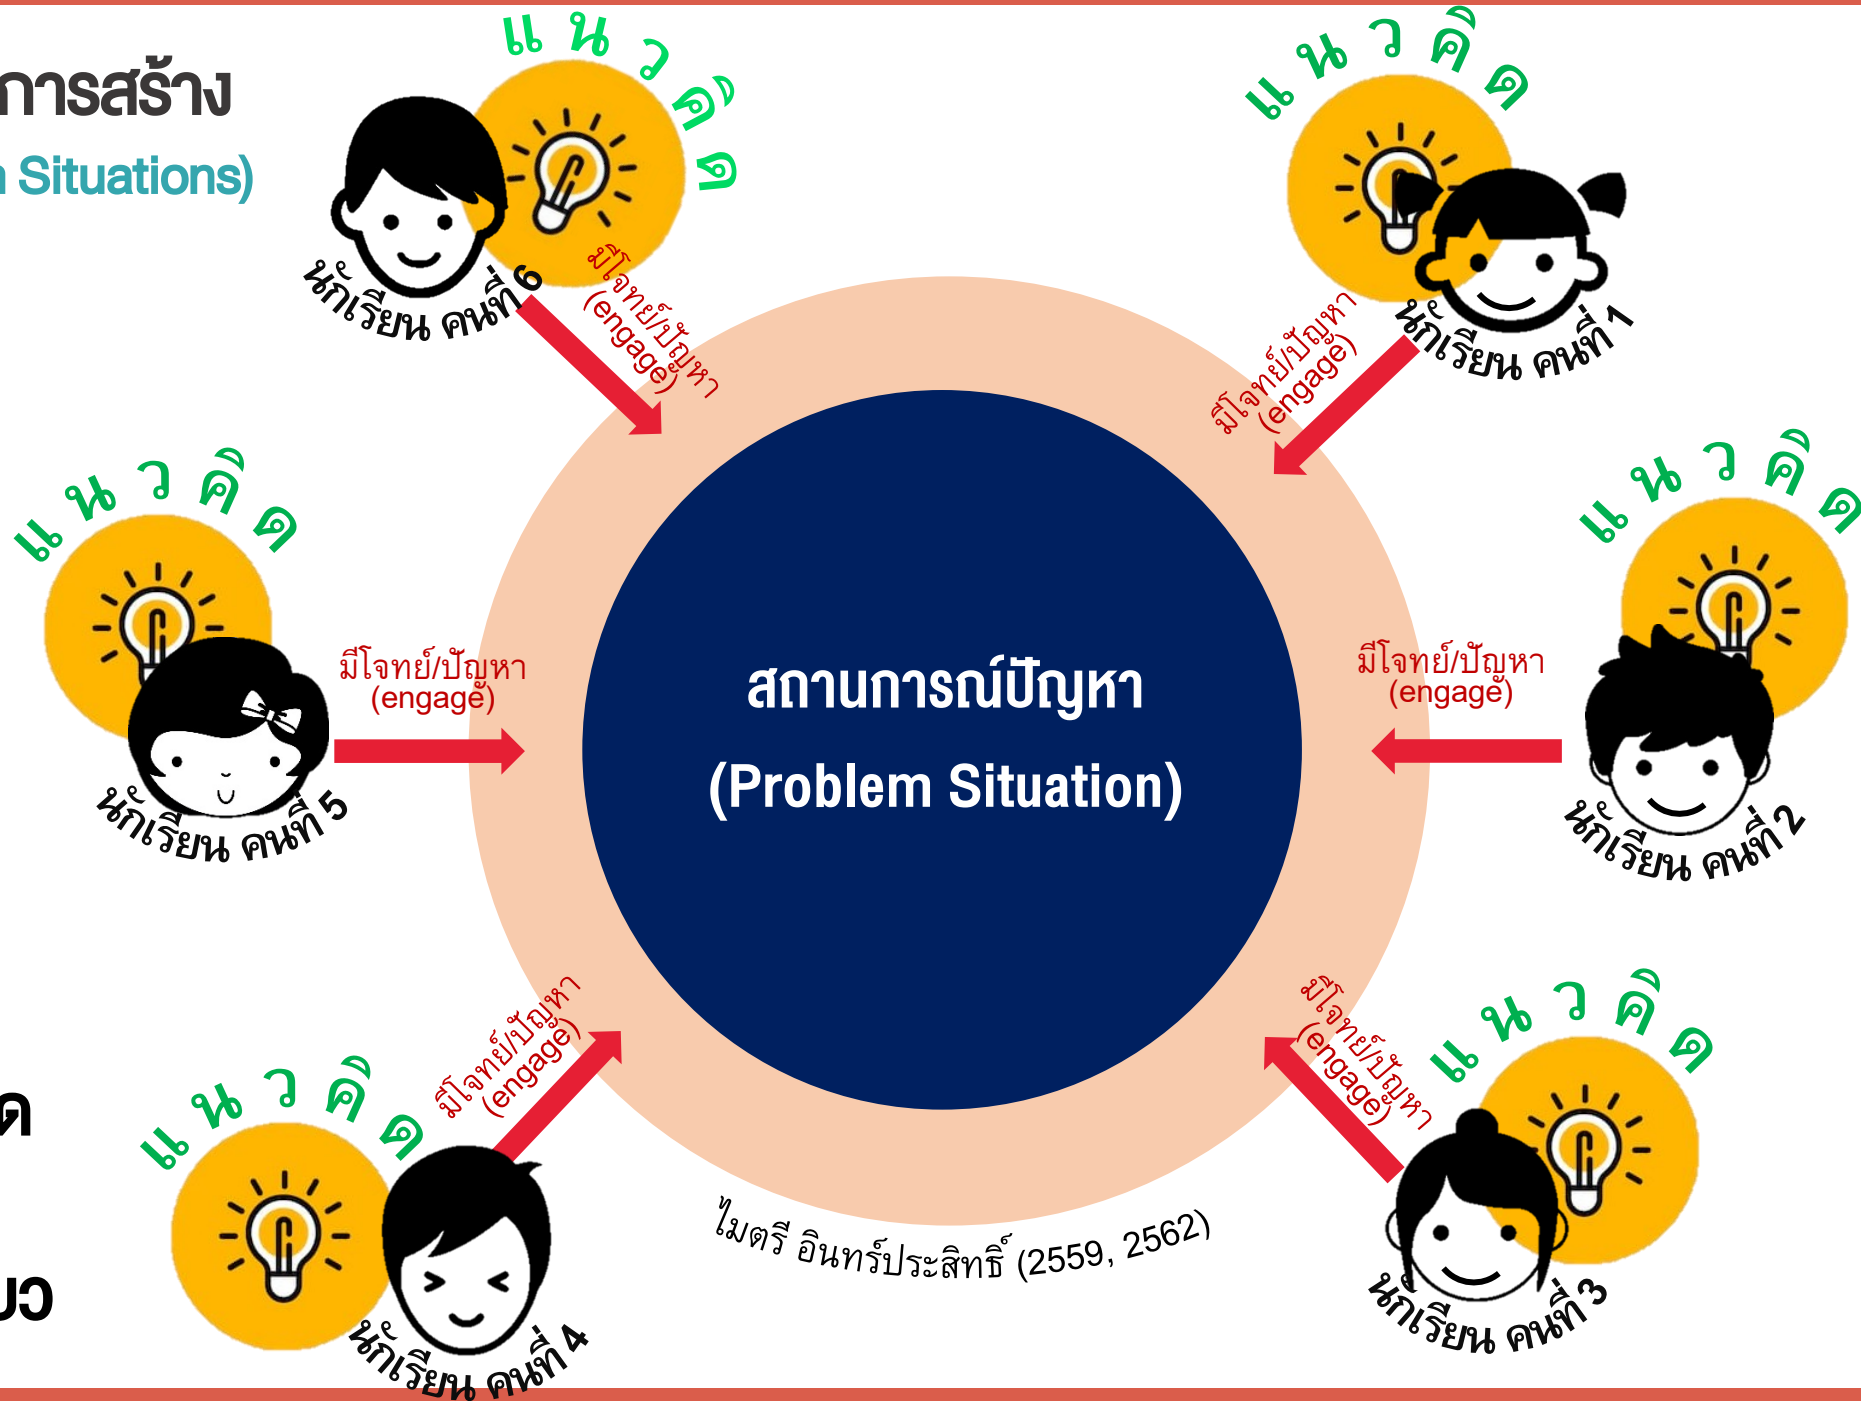 การสร้าง
Situations)
แนวคิด
นักเรียน คนที่ 6
มีโจทย์/ปัญหา
(engage)
แนวคิด
นักเรียน คนที่ 1
มีโจทย์/ปัญหา
(engage)
แนวคิด
นักเรียน คนที่ 5
มีโจทย์/ปัญหา
(engage)
สถานการณ์ปัญหา
(Problem Situation)
แนวคิด
นักเรียน คนที่ 2
มีโจทย์/ปัญหา
(engage)
แนวคิด
นักเรียน คนที่ 4
มีโจทย์/ปัญหา
(engage)
แนวคิด
นักเรียน คนที่ 3
มีโจทย์/ปัญหา
(engage)
ไมตรี อินทร์ประสิทธิ์ (2559, 2562)